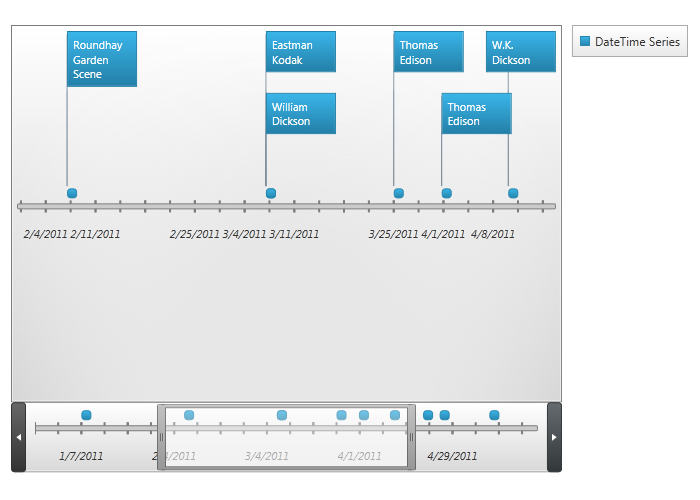 Roundhay
Garden
Scene
Eastman
Kodak
Thomas
Edison
W.K.
Dickson
DateTime Series
William
Dickson
Thomas
Edison
2/4/2011 2/11/2011 2/25/2011 3/4/2011 3/11/2011 3/25/2011 4/1/2011 4/8/2011
1/7/2011 2/4/2011 3/4/2011 4/1/2011 4/29/2011